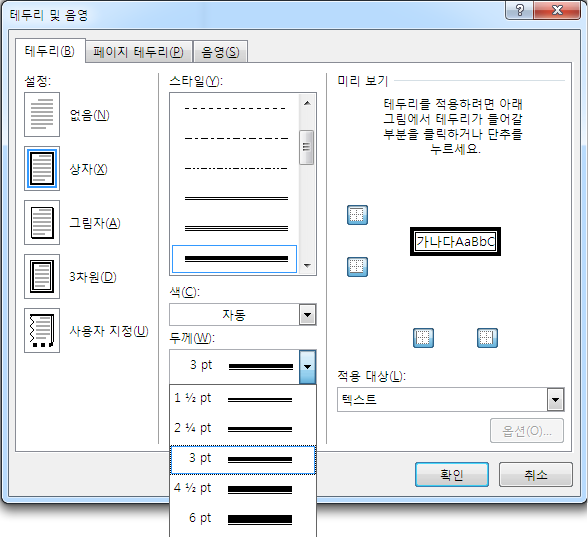 테두리 및 음영
테두리(B)
페이지 테두리(P)
음영(S)
설정:
없음(N)
상자(X)
그림자(A)
3차원(D)
사용자 지정(U)
스타일(Y):
색(C):
자동
두께(W):
3 pt
1 ½ pt
2 ¼ pt
3 pt
4 ½ pt
6 pt
미리 보기
테두리를 적용하려면 아래
그림에서 테두리가 들어갈
부분을 클릭하거나 단추를
누르세요.
가나다AaBbC
적용 대상(L):
텍스트
옵션(O)...
확인
취소